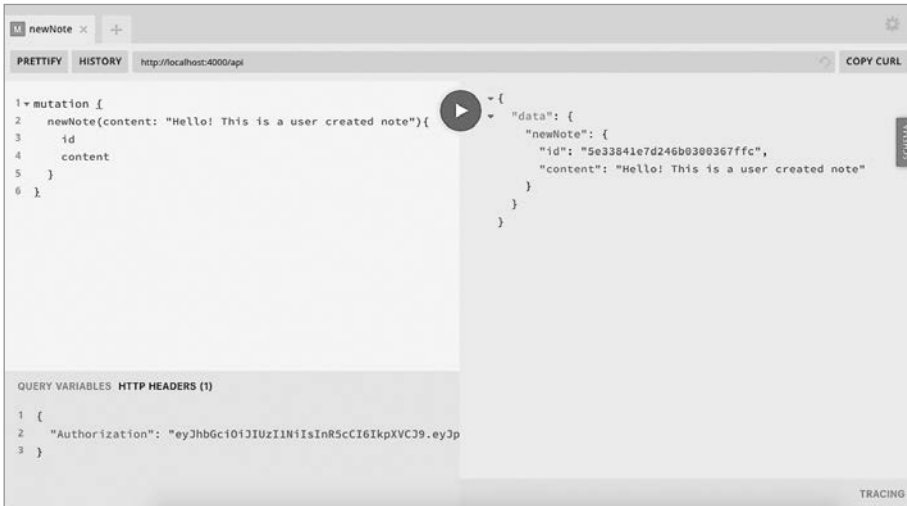 M newNote × +
PRETTIFY HISTORY http://localhost:4000/api COPY CURL
1 mutation {
2 newNote(content: "Hello! This is a user created note"){
3 id
4 content
5 }
6 }
{
"data": {
"newNote": {
"id": "5e33841e7d246b0300367ffc",
"content": "Hello! This is a user created note"
}
}
}
SCHEMA
QUERY VARIABLES HTTP HEADERS (1)
1 {
2 "Authorization": "eyJhbGciOiJIUzI1NiIsInR5cCI6IkpXVCJ9.eyJp
3 }
TRACING